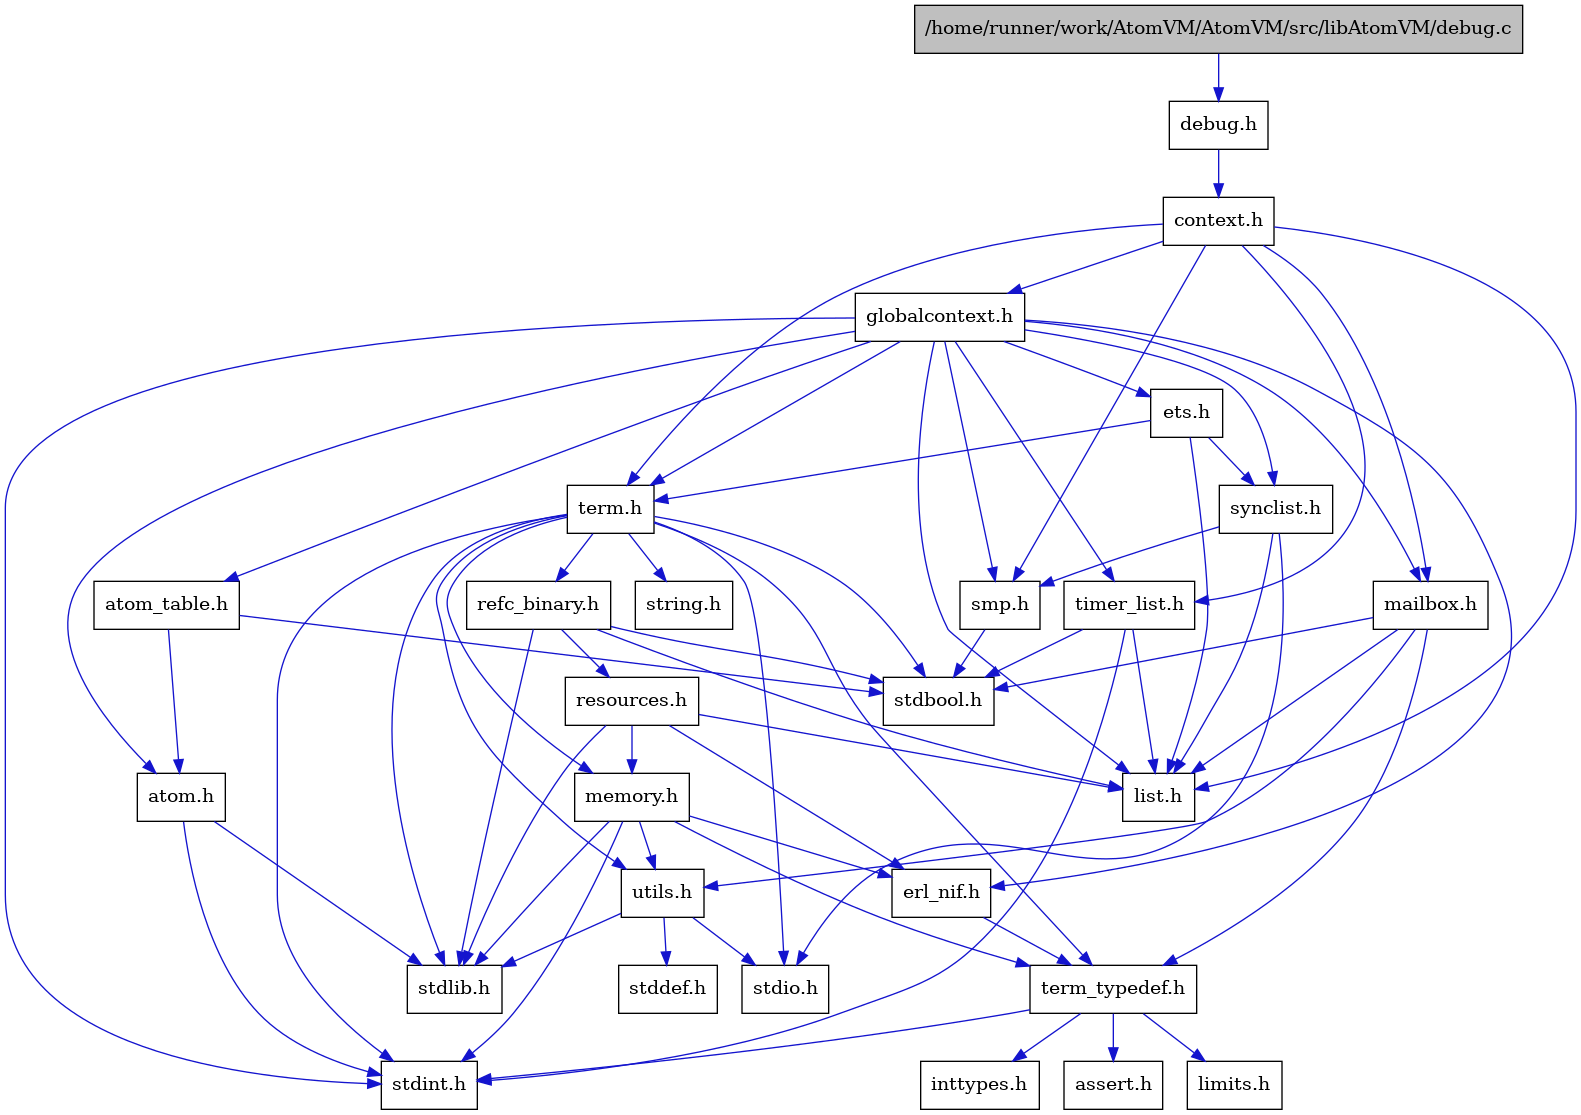 /home/runner/work/AtomVM/AtomVM/src/libAtomVM/debug.c
debug.h
context.h
globalcontext.h
ets.h
term.h
synclist.h
atom_table.h
refc_binary.h
string.h
smp.h
timer_list.h
mailbox.h
resources.h
stdbool.h
atom.h
memory.h
list.h
utils.h
erl_nif.h
stdlib.h
stddef.h
stdio.h
term_typedef.h
stdint.h
inttypes.h
assert.h
limits.h